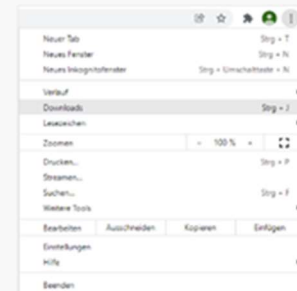 Neuer Tab Strg + T
Neues Fenster Strg + N
Neues Inkognitofenster Strg + Umschalttaste + N
Verlauf
Downloads Strg + J
Lesezeichen
Zoomen - 100 % +
Drucken... Strg + P
Streamen...
Suchen... Strg + F
Weitere Tools
Bearbeiten Ausschneiden Kopieren Einfügen
Einstellungen
Hilfe
Beenden